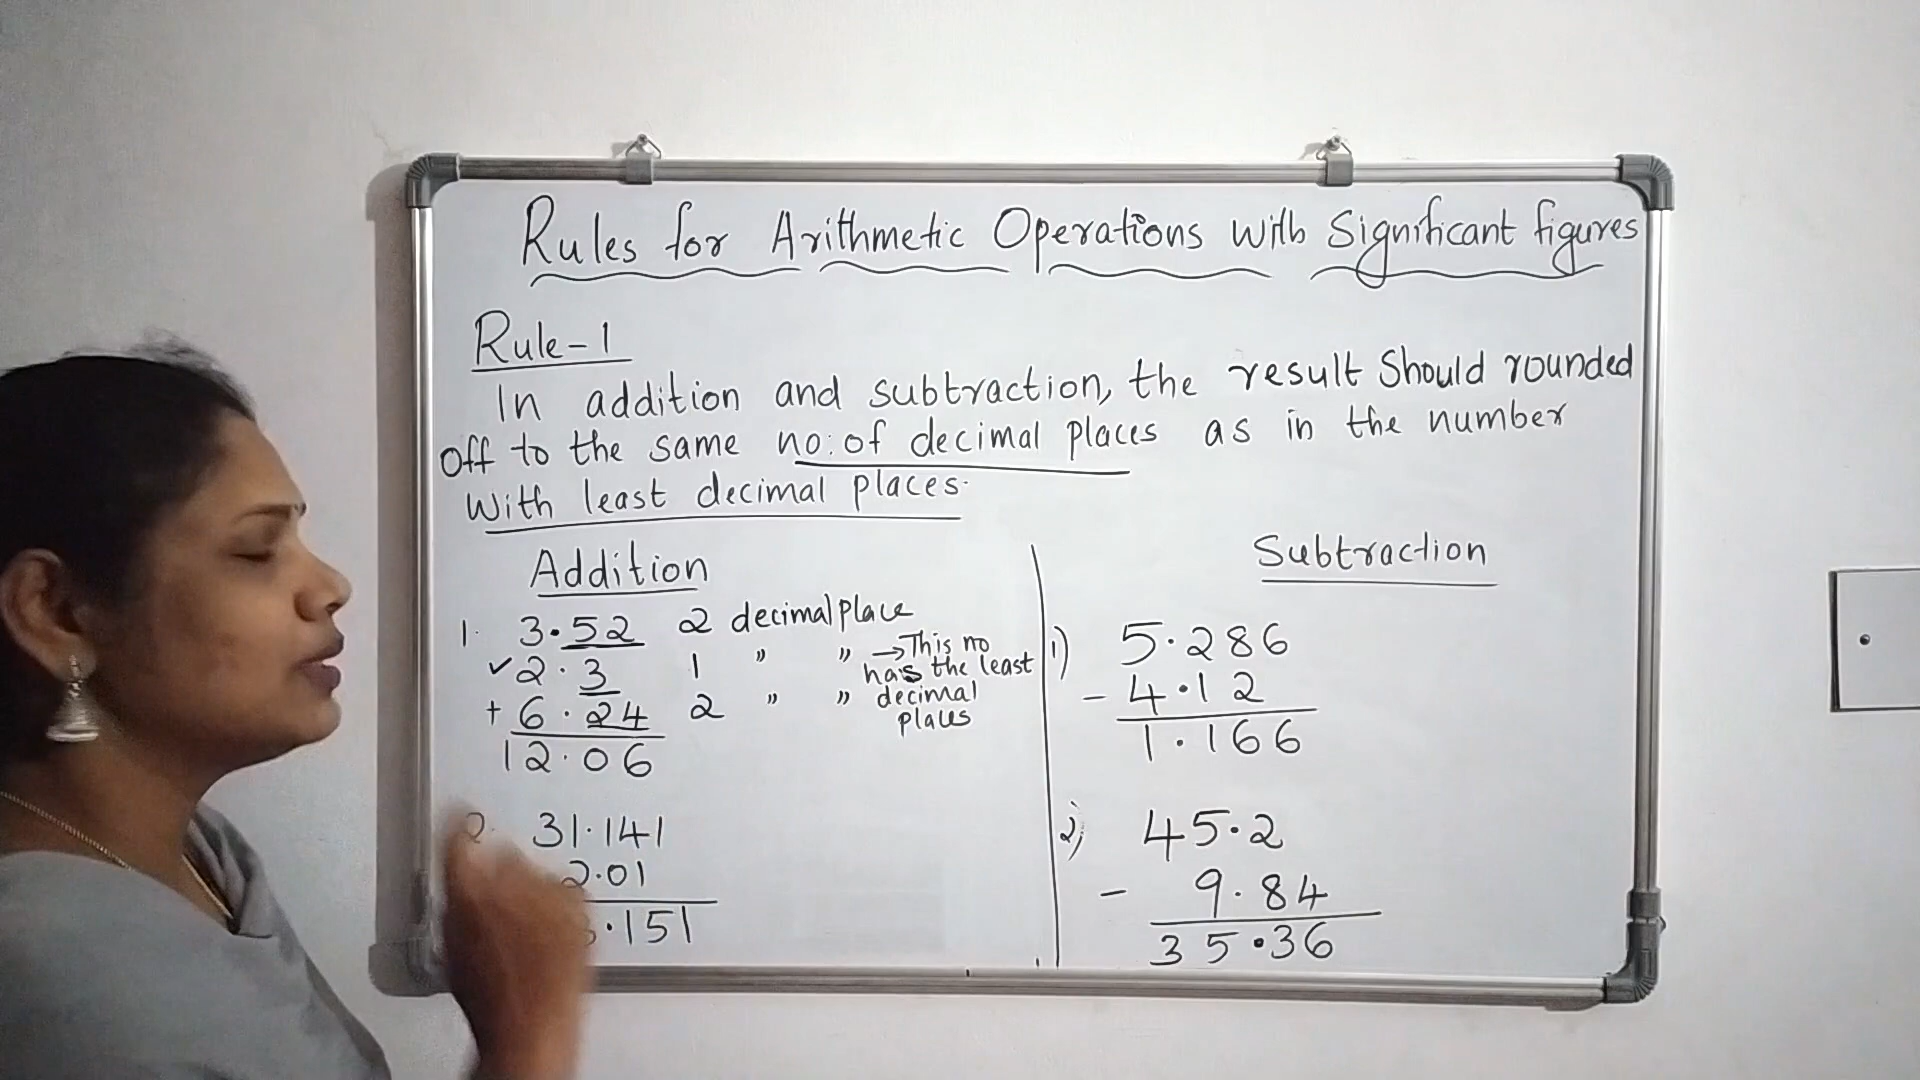 Rules for Arithmetic Operations with Significant figures
Rule-1
In addition and subtraction, the result Should rounded
off to the same no: of decimal places as in the number
With least decimal places.
Addition
1. 3.52 2 decimal place
✓2.3 1 " " →This no
has the least
+ 6.24 2 " " decimal
places
12.06
2. 31.141
2.01
.151
Subtraction
1) 5.286
- 4.12
1.166
2) 45.2
- 9.84
35.36